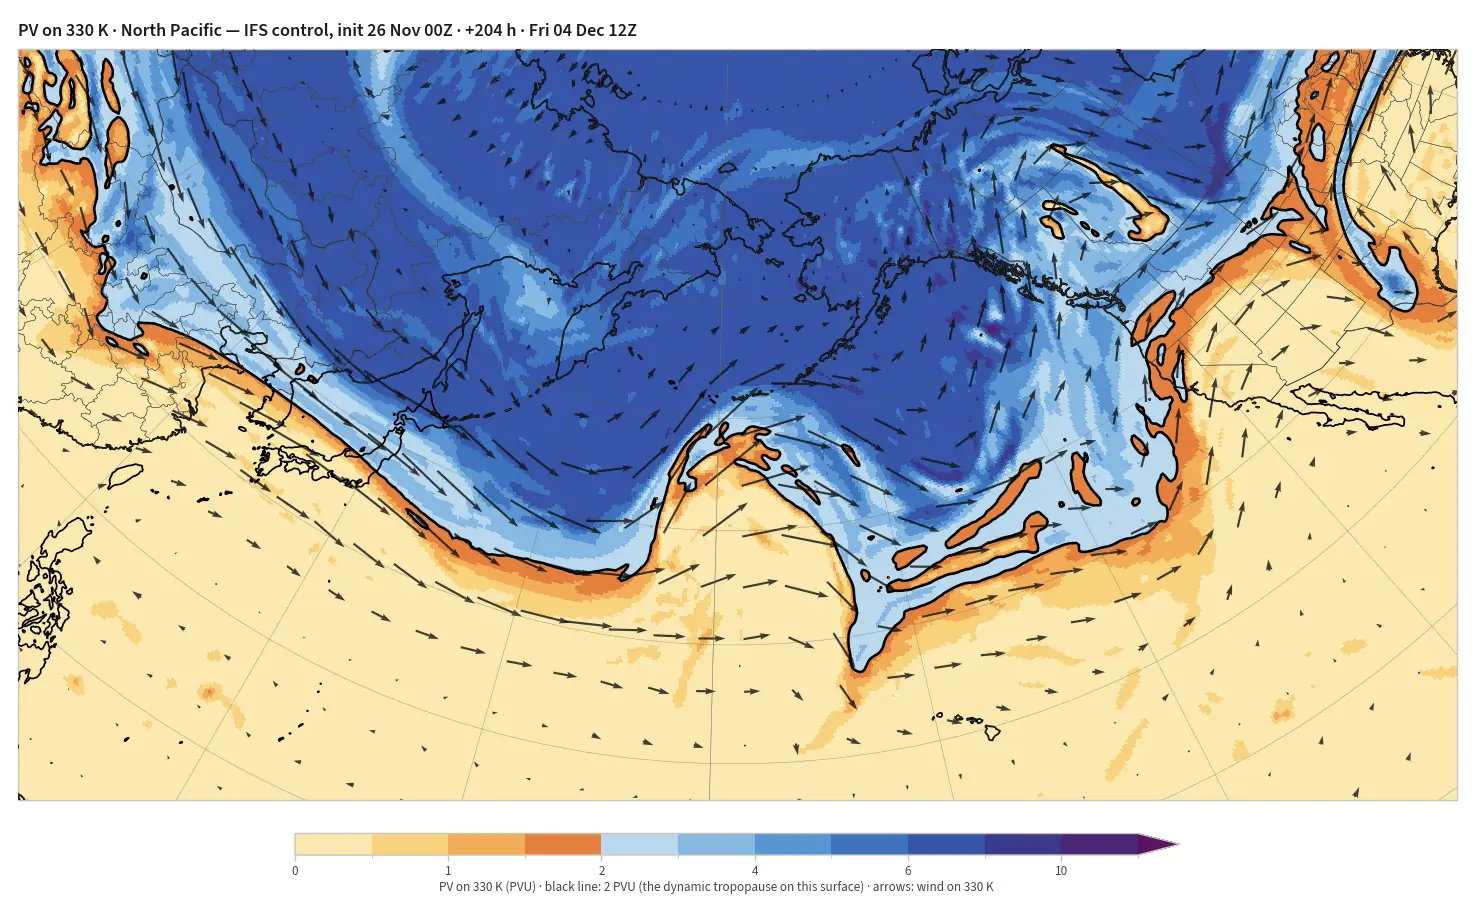 PV on 330 K · North Pacific — IFS control, init 26 Nov 00Z · +204 h · Fri 04 Dec 12Z
0 1 2 4 6 10
PV on 330 K (PVU) · black line: 2 PVU (the dynamic tropopause on this surface) · arrows: wind on 330 K